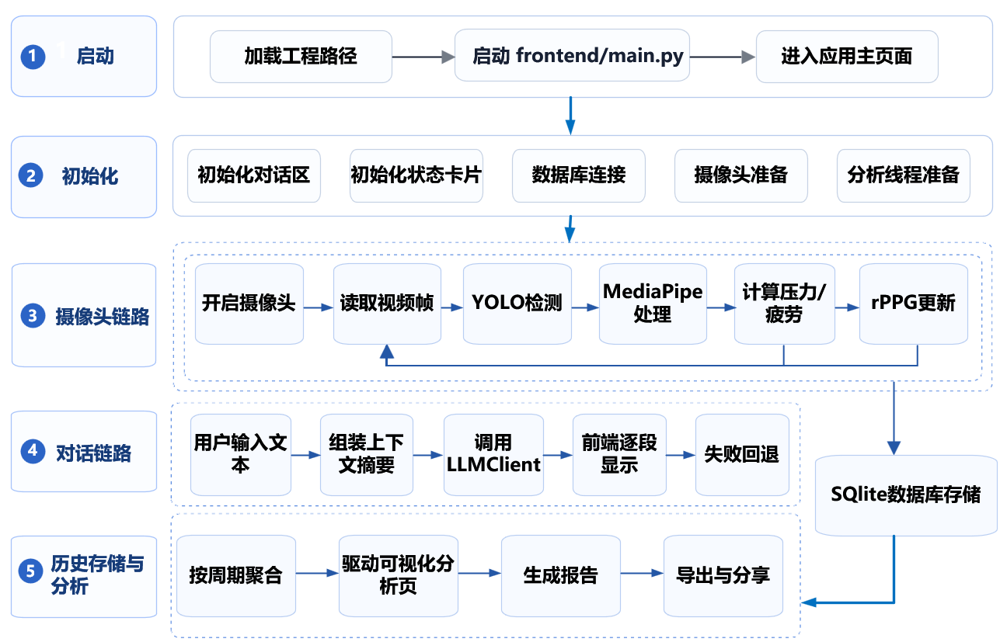 1 启动
加载工程路径
启动 frontend/main.py
进入应用主页面
2 初始化
初始化对话区
初始化状态卡片
数据库连接
摄像头准备
分析线程准备
3 摄像头链路
开启摄像头
读取视频帧
YOLO检测
MediaPipe
处理
计算压力/
疲劳
rPPG更新
4 对话链路
用户输入文
本
组装上下
文摘要
调用
LLMClient
前端逐段
显示
失败回退
SQlite数据库存储
5 历史存储与
分析
按周期聚合
驱动可视化分
析页
生成报告
导出与分享